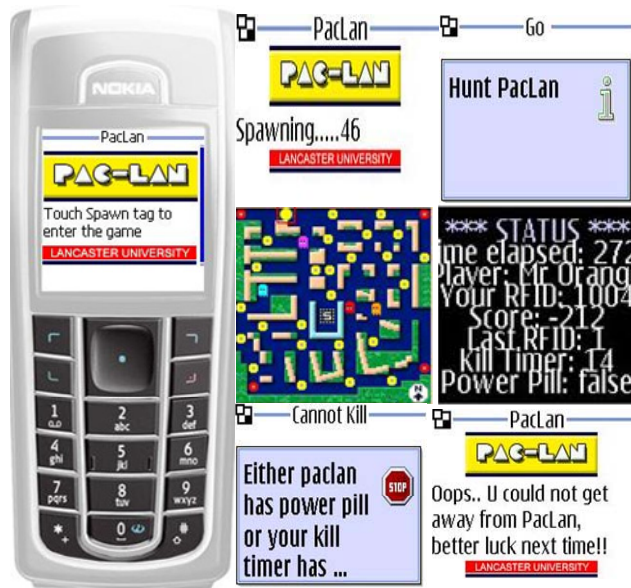 NOKIA
PacLan
PAC-LAN
Touch Spawn tag to
enter the game
LANCASTER UNIVERSITY
1
2 abc
3 def
4 ghi
5 jkl
6 mno
7 pqrs
8 tuv
9 wxyz
* +
0
#
PacLan
PAC-LAN
Spawning.....46
LANCASTER UNIVERSITY
Go
Hunt PacLan
i
S
N
*** STATUS ***
ime elapsed: 272
Player: Mr Orang
Your RFID: 1004
Score: -212
Last RFID: 1
Kill Timer: 14
Power Pill: false
Cannot Kill
Either paclan
has power pill
or your kill
timer has ...
STOP
PacLan
PAC-LAN
Oops.. U could not get
away from PacLan,
better luck next time!!
LANCASTER UNIVERSITY